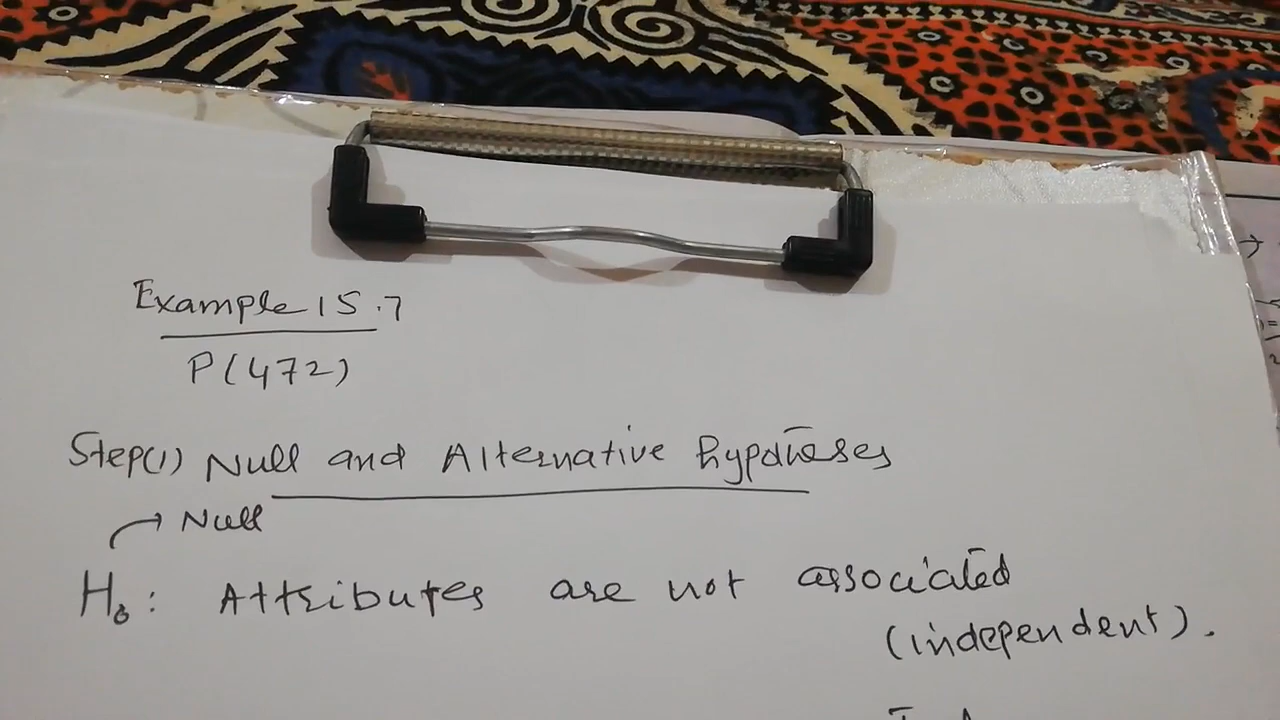 Example 15.7
P(472)
Step(1) Null and Alternative Hypotheses
→ Null
H₀: Attributes are not associated
(independent).